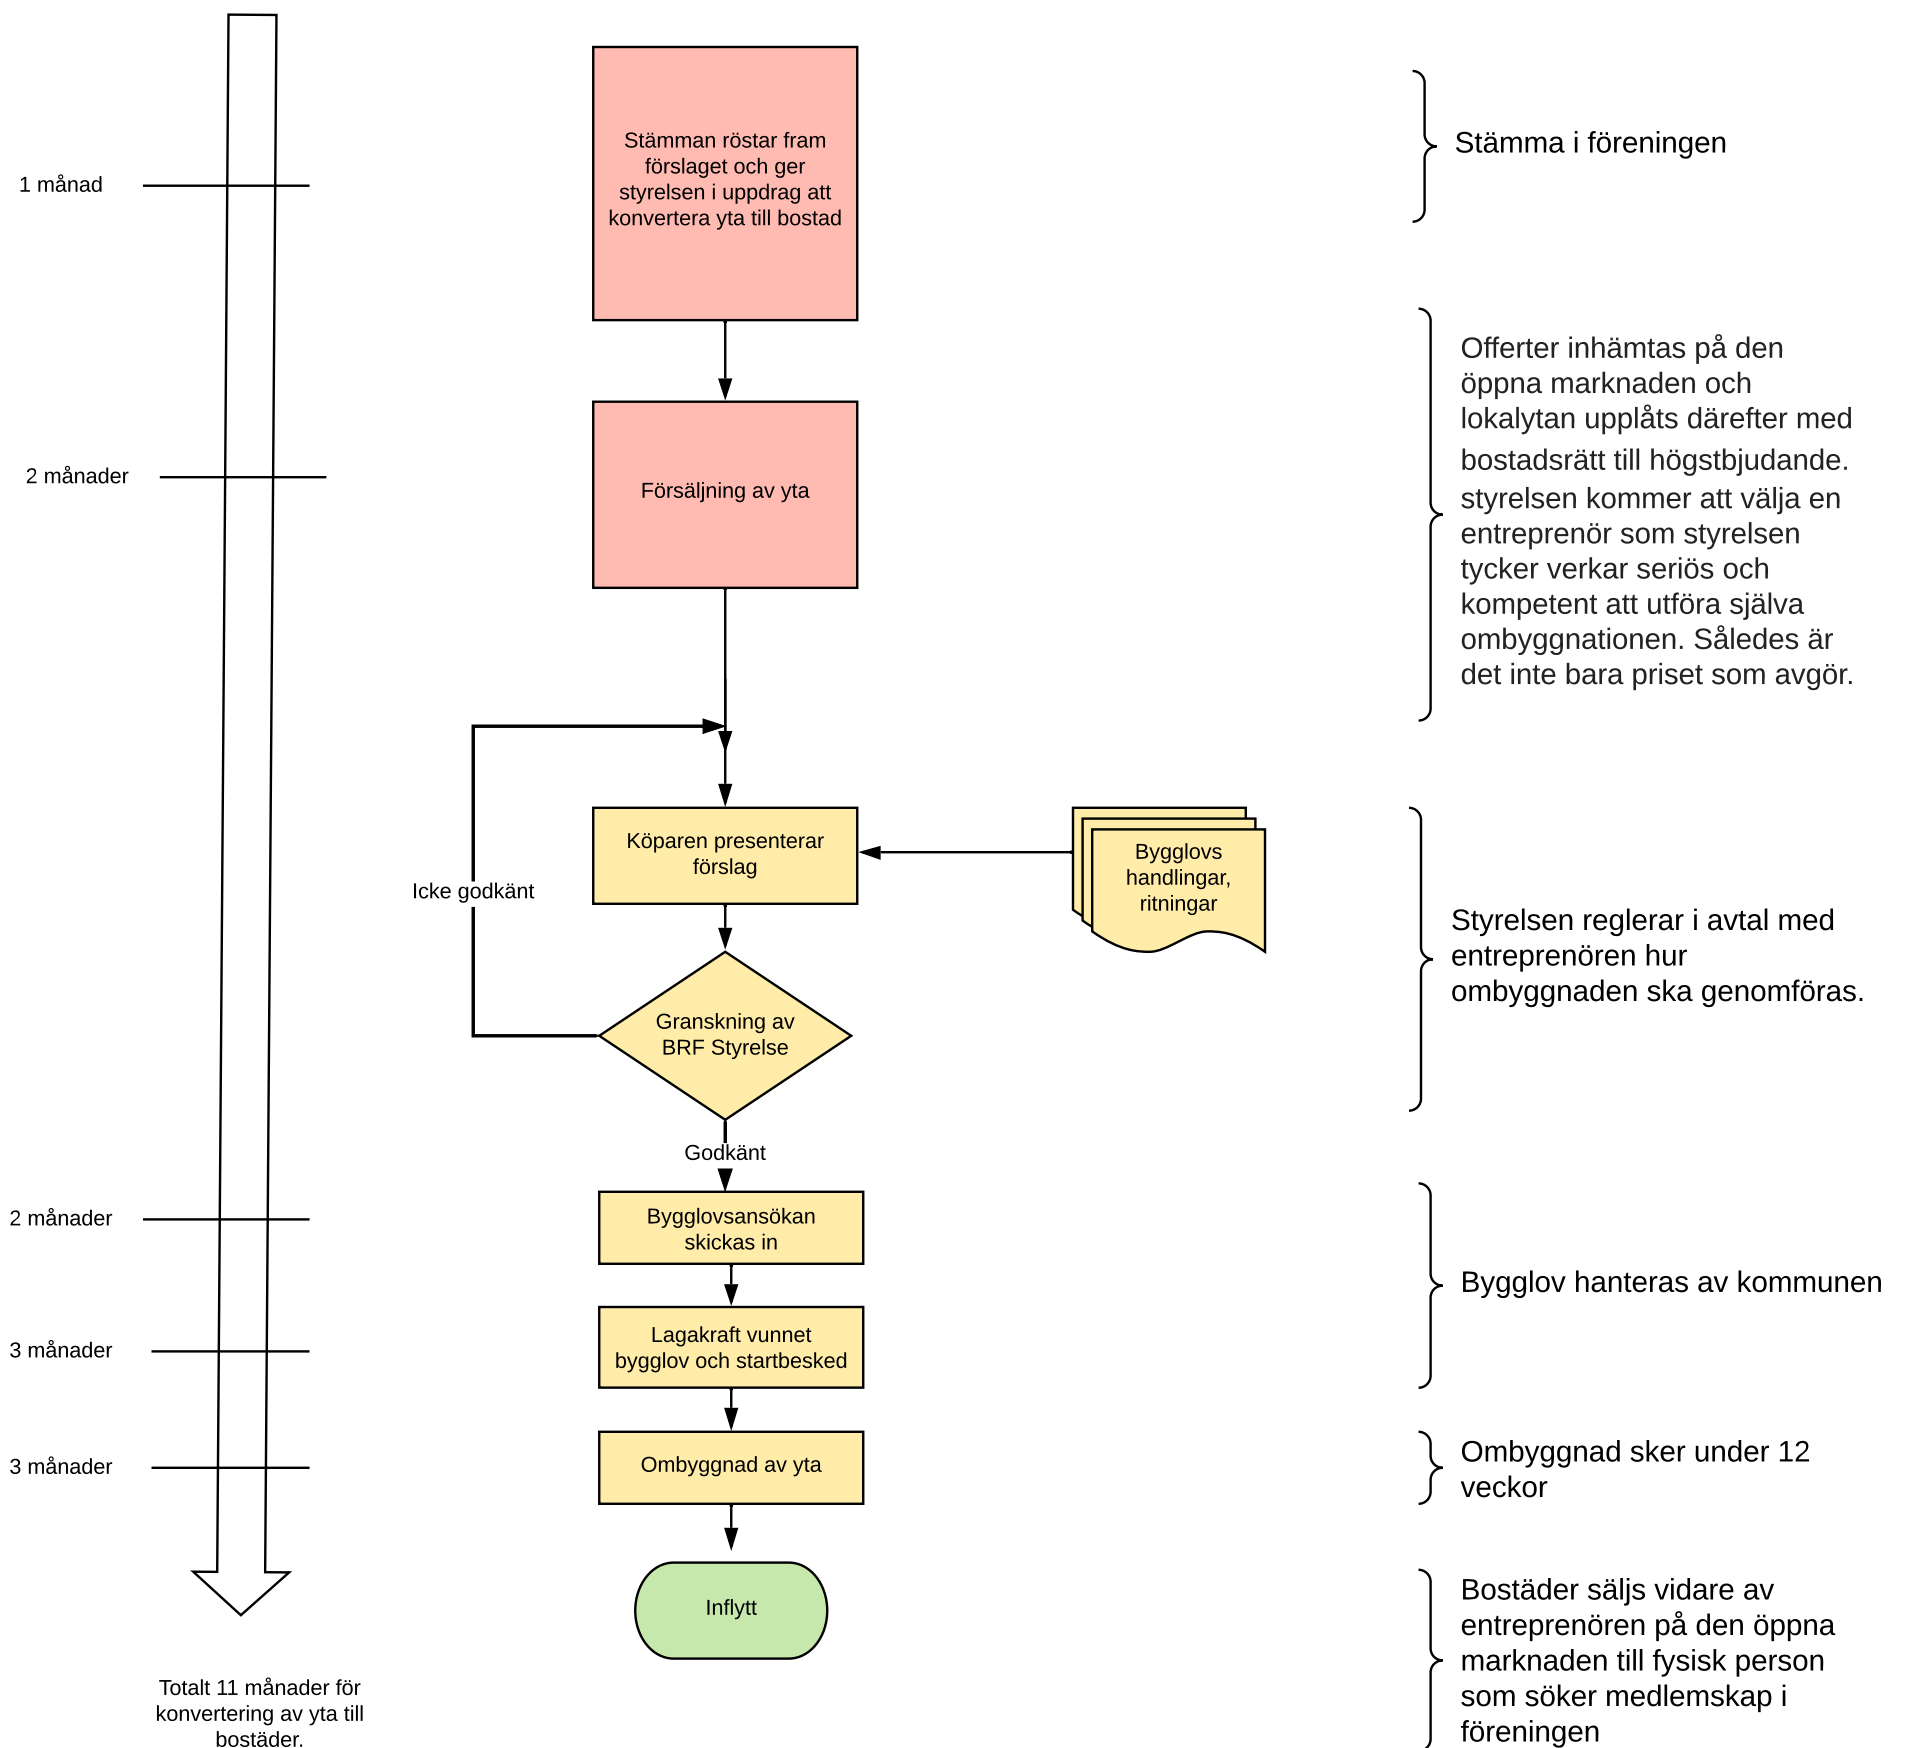 1 månad
2 månader
2 månader
3 månader
3 månader
Totalt 11 månader för
konvertering av yta till
bostäder.
Stämman röstar fram
förslaget och ger
styrelsen i uppdrag att
konvertera yta till bostad
Försäljning av yta
Köparen presenterar
förslag
Bygglovs
handlingar,
ritningar
Icke godkänt
Granskning av
BRF Styrelse
Godkänt
Bygglovsansökan
skickas in
Lagakraft vunnet
bygglov och startbesked
Ombyggnad av yta
Inflytt
Stämma i föreningen
Offerter inhämtas på den
öppna marknaden och
lokalytan upplåts därefter med
bostadsrätt till högstbjudande.
styrelsen kommer att välja en
entreprenör som styrelsen
tycker verkar seriös och
kompetent att utföra själva
ombyggnationen. Således är
det inte bara priset som avgör.
Styrelsen reglerar i avtal med
entreprenören hur
ombyggnaden ska genomföras.
Bygglov hanteras av kommunen
Ombyggnad sker under 12
veckor
Bostäder säljs vidare av
entreprenören på den öppna
marknaden till fysisk person
som söker medlemskap i
föreningen